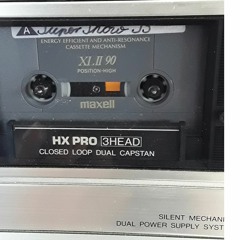 A Super Show 33
ENERGY EFFICIENT AND ANTI-RESONANCE
CASSETTE MECHANISM
XLII 90
POSITION•HIGH
maxell
HX PRO 3HEAD
CLOSED LOOP DUAL CAPSTAN
SILENT MECHANI
DUAL POWER SUPPLY SYST